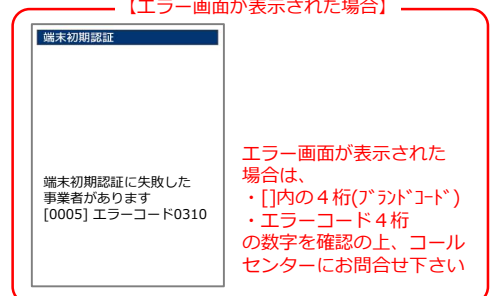 【エラー画面が表示された場合】
端末初期認証
端末初期認証に失敗した
事業者があります
[0005] エラーコード0310
エラー画面が表示された
場合は、
・[]内の４桁(ﾌﾞﾗﾝﾄﾞｺｰﾄﾞ)
・エラーコード４桁
の数字を確認の上、コール
センターにお問合せ下さい